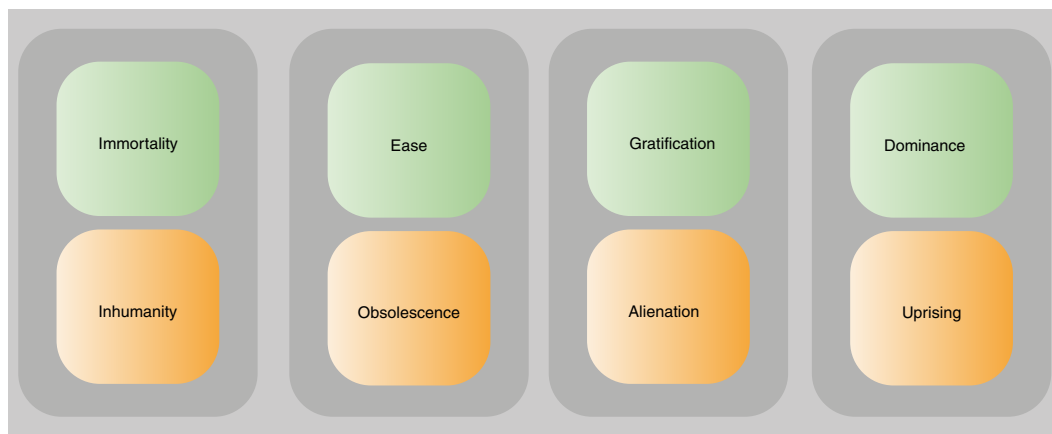 Immortality
Ease
Gratification
Dominance
Inhumanity
Obsolescence
Alienation
Uprising